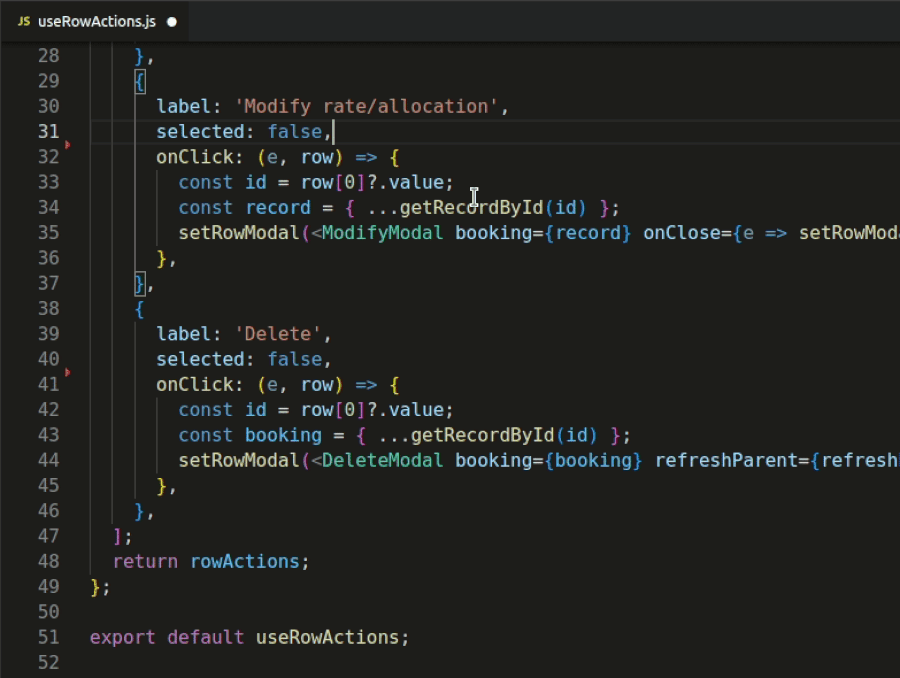 JS useRowActions.js
28 },
29 {
30 label: 'Modify rate/allocation',
31 selected: false,
32 onClick: (e, row) => {
33 const id = row[0]?.value;
34 const record = { ...getRecordById(id) };
35 setRowModal(<ModifyModal booking={record} onClose={e => setRowModa
36 },
37 },
38 {
39 label: 'Delete',
40 selected: false,
41 onClick: (e, row) => {
42 const id = row[0]?.value;
43 const booking = { ...getRecordById(id) };
44 setRowModal(<DeleteModal booking={booking} refreshParent={refresh
45 },
46 },
47 ];
48 return rowActions;
49 };
50
51 export default useRowActions;
52